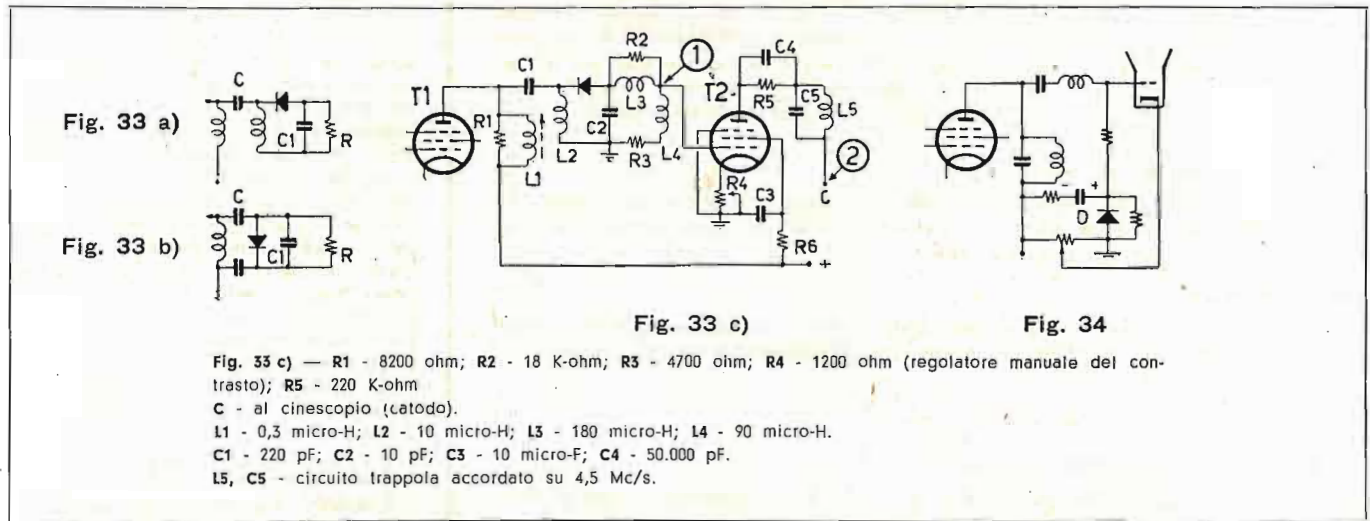 Fig. 33 a)
C
C1
R
Fig. 33 b)
C
C1
R
T1
R1
L1
C1
L2
C2
R2
L3
R3
L4
1
T2
C4
R5
C5
L5
2
C
R4
C3
R6
+
Fig. 33 c)
- +
D
Fig. 34
Fig. 33 c) — R1 - 8200 ohm; R2 - 18 K-ohm; R3 - 4700 ohm; R4 - 1200 ohm (regolatore manuale del con-
trasto); R5 - 220 K-ohm
C - al cinescopio (catodo).
L1 - 0,3 micro-H; L2 - 10 micro-H; L3 - 180 micro-H; L4 - 90 micro-H.
C1 - 220 pF; C2 - 10 pF; C3 - 10 micro-F; C4 - 50.000 pF.
L5, C5 - circuito trappola accordato su 4,5 Mc/s.